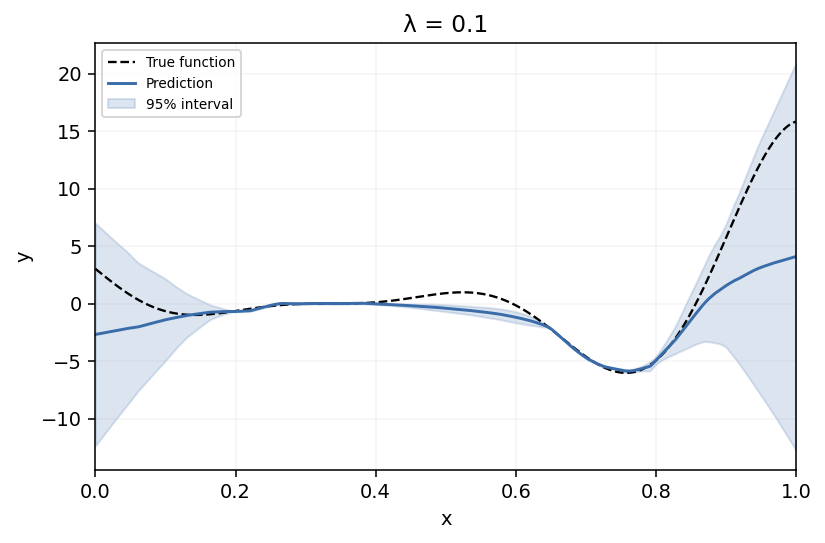 λ = 0.1
True function
Prediction
95% interval
y
20
15
10
5
0
−5
−10
0.0 0.2 0.4 0.6 0.8 1.0
x